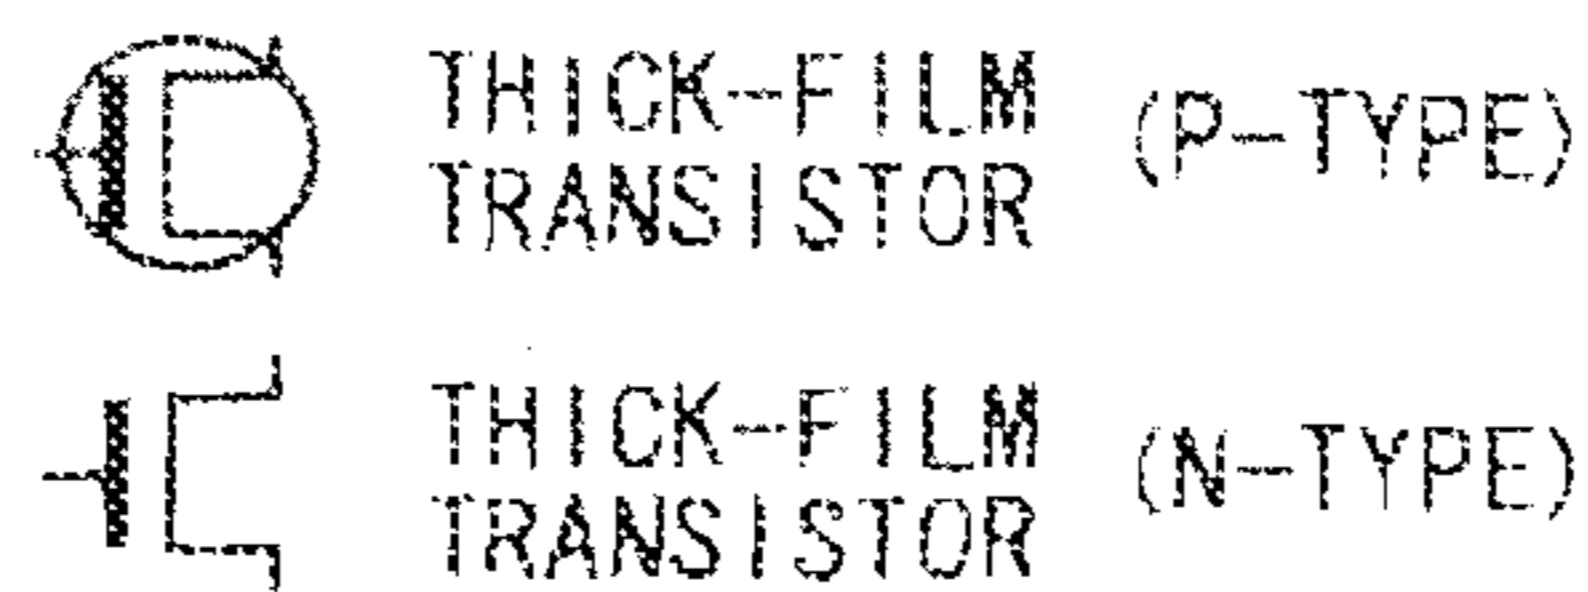 THICK-FILM
TRANSISTOR (P-TYPE)
THICK-FILM
TRANSISTOR (N-TYPE)